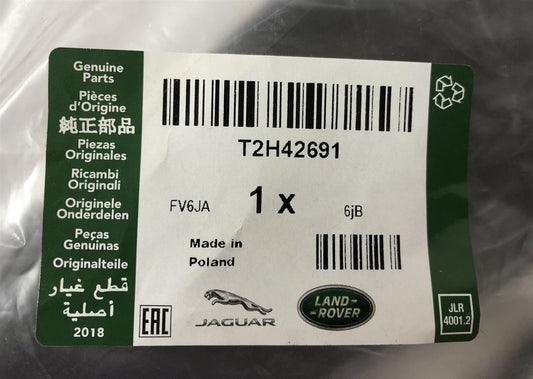 Genuine
Parts
Pièces
d'Origine
純正部品
Piezas
Originales
Ricambi
Originali
Originele
Onderdelen
Peças
Genuinas
Originalteile
قطع غيار
أصلية
2018
T2H42691
FV6JA
1 x
6jB
Made in
Poland
EAC
JAGUAR
LAND-
-ROVER
JLR
4001.2